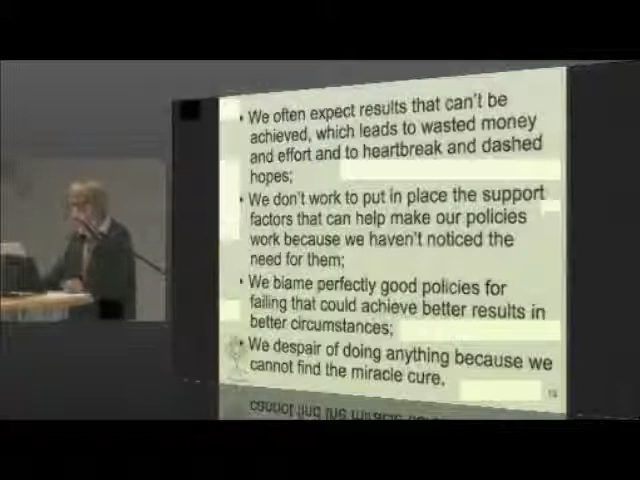 • We often expect results that can't be
achieved, which leads to wasted money
and effort and to heartbreak and dashed
hopes;
• We don't work to put in place the support
factors that can help make our policies
work because we haven't noticed the
need for them;
• We blame perfectly good policies for
failing that could achieve better results in
better circumstances;
• We despair of doing anything because we
cannot find the miracle cure.